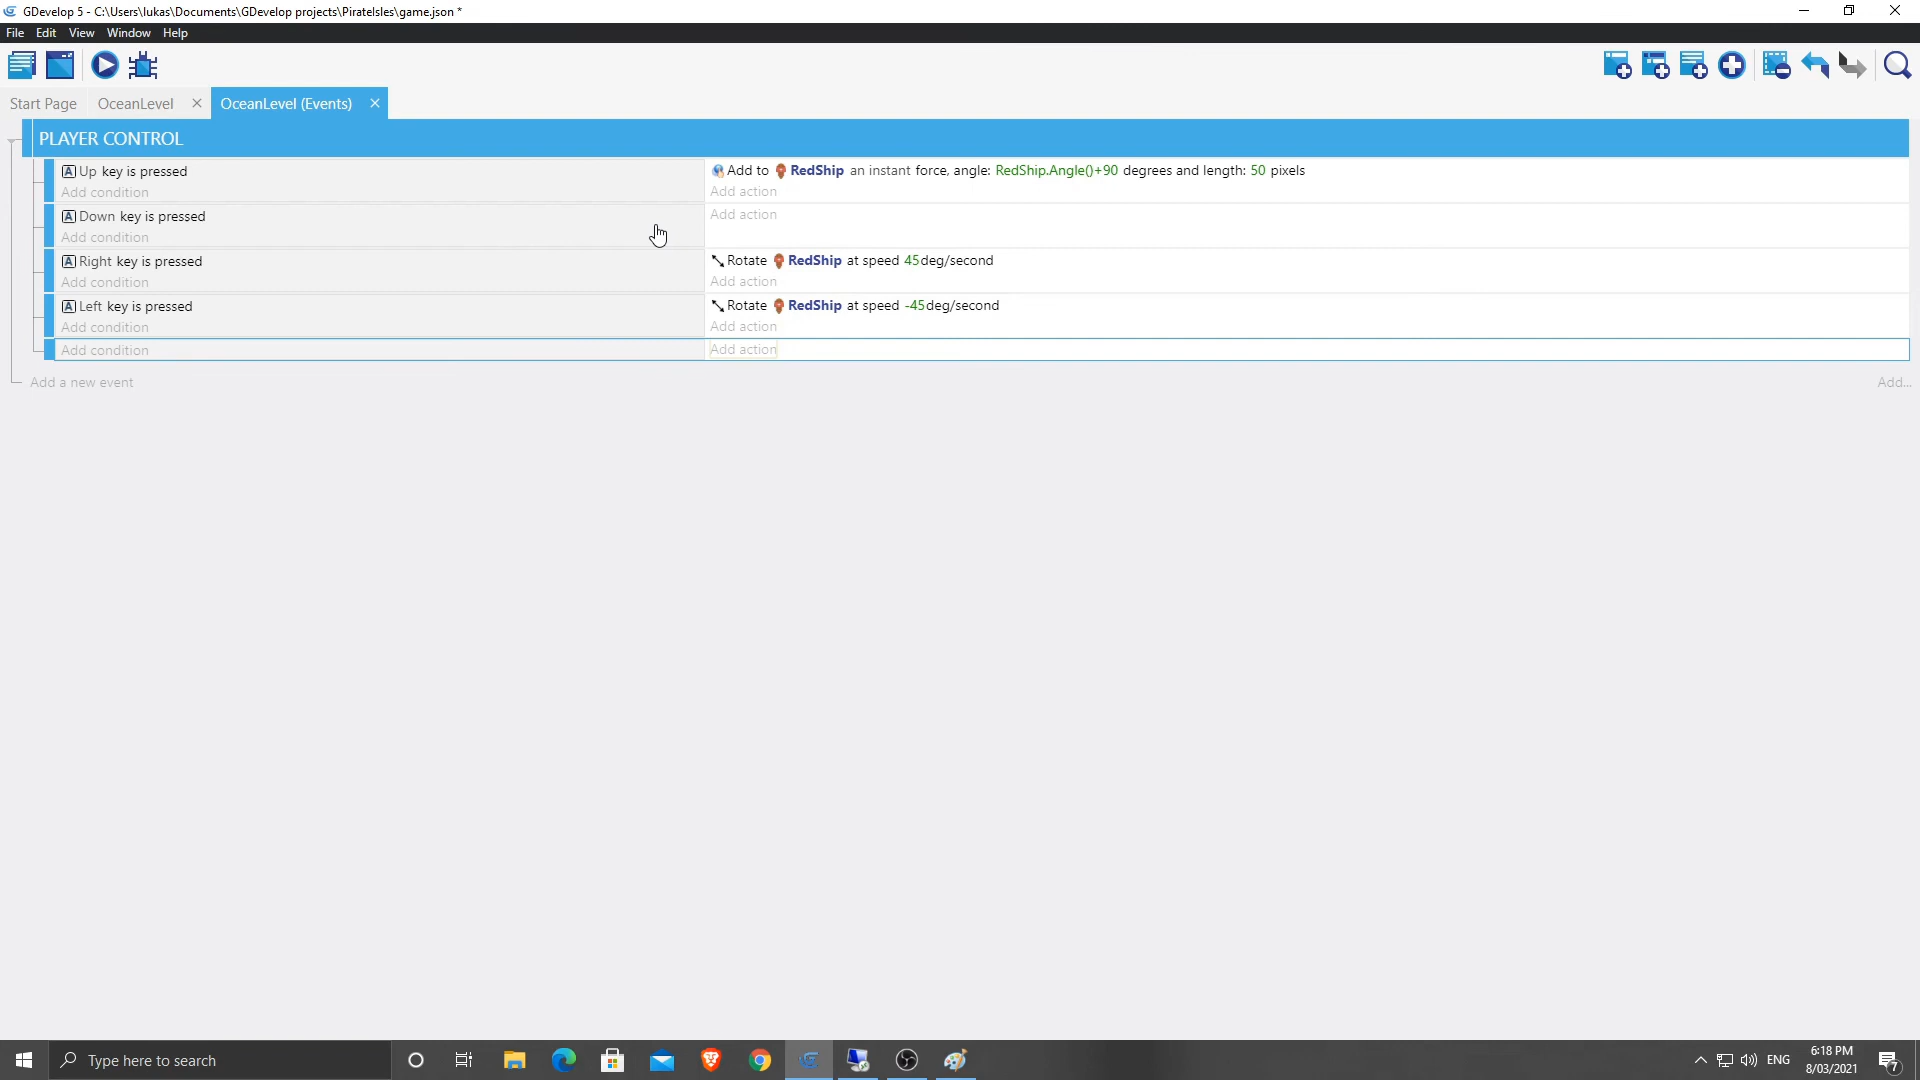 GDevelop 5 - C:\Users\lukas\Documents\GDevelop projects\PirateIsles\game.json *
File Edit View Window Help
Start Page OceanLevel OceanLevel (Events)
PLAYER CONTROL
Up key is pressed
Add condition
Add to RedShip an instant force, angle: RedShip.Angle()+90 degrees and length: 50 pixels
Add action
Down key is pressed
Add condition
Add action
Right key is pressed
Add condition
Rotate RedShip at speed 45deg/second
Add action
Left key is pressed
Add condition
Rotate RedShip at speed -45deg/second
Add action
Add condition
Add action
Add a new event Add...
Type here to search
ENG
6:18 PM
8/03/2021
7